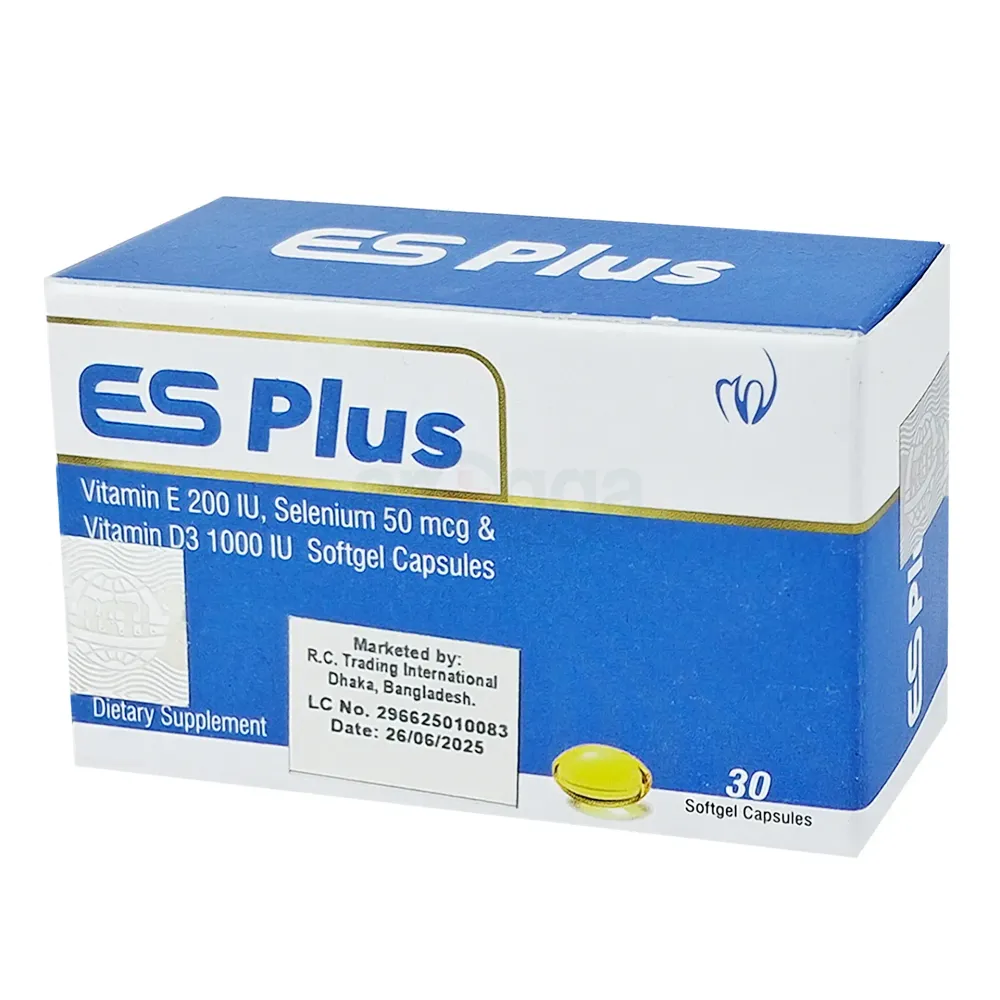 ES Plus
ES Plus
Vitamin E 200 IU, Selenium 50 mcg &
Vitamin D3 1000 IU Softgel Capsules
Marketed by:
R.C. Trading International
Dhaka, Bangladesh.
LC No. 296625010083
Date: 26/06/2025
Dietary Supplement
30
Softgel Capsules
ES Plu